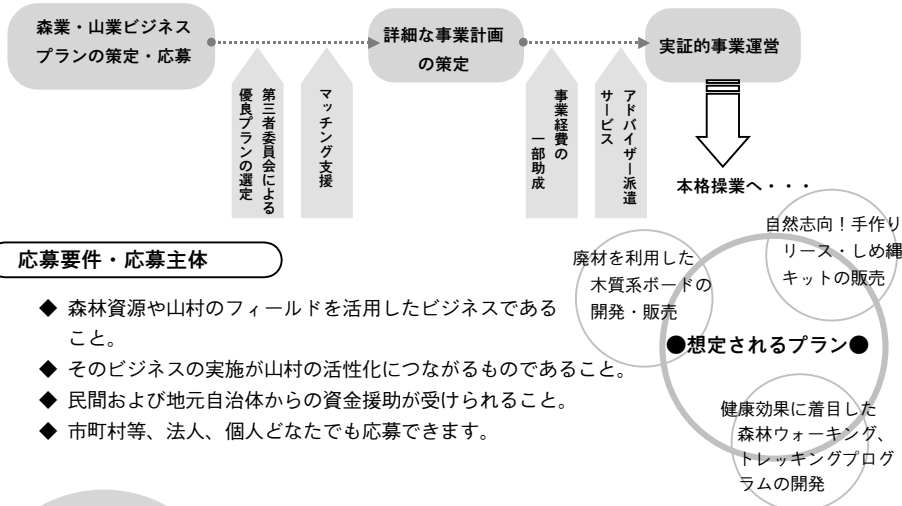 森業・山業ビジネス
プランの策定・応募
詳細な事業計画
の策定
実証的事業運営
第三者委員会による
優良プランの選定
マッチング支援
事業経費の
一部助成
アドバイザー派遣
サービス
本格操業へ・・・
応募要件・応募主体
◆ 森林資源や山村のフィールドを活用したビジネスである
こと。
◆ そのビジネスの実施が山村の活性化につながるものであること。
◆ 民間および地元自治体からの資金援助が受けられること。
◆ 市町村等、法人、個人どなたでも応募できます。
自然志向！手作り
リース・しめ縄
キットの販売
廃材を利用した
木質系ボードの
開発・販売
●想定されるプラン●
健康効果に着目した
森林ウォーキング、
トレッキングプログ
ラムの開発